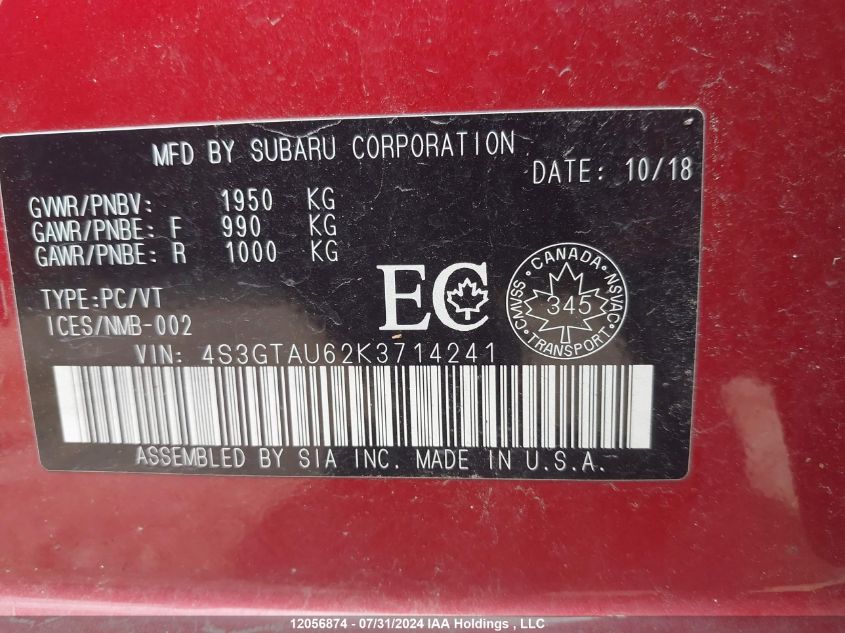 MFD BY SUBARU CORPORATION
DATE: 10/18
GVWR/PNBV: 1950 KG
GAWR/PNBE: F 990 KG
GAWR/PNBE: R 1000 KG
TYPE:PC/VT
ICES/NMB-002
EC
CANADA
CMVSS 345 NSVAC
TRANSPORT
VIN: 4S3GTAU62K3714241
ASSEMBLED BY SIA INC. MADE IN U.S.A.
12056874 - 07/31/2024 IAA Holdings , LLC